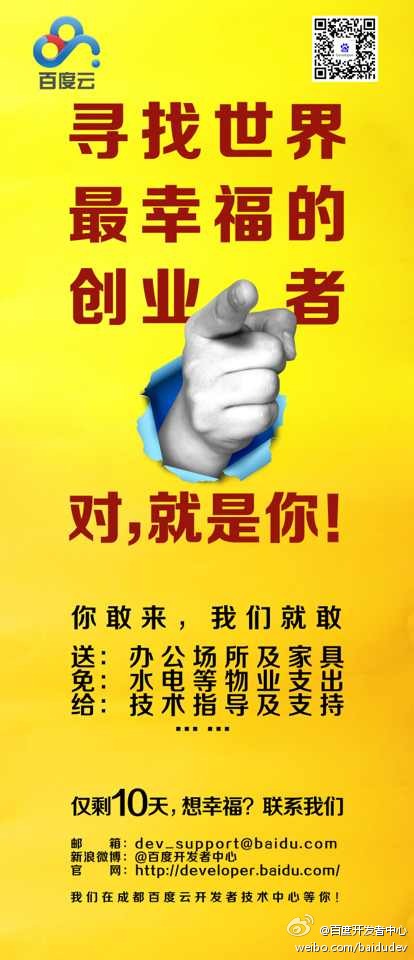 百度云
寻找世界
最幸福的
创业者
对，就是你！
你敢来，我们就敢
送：办公场所及家具
免：水电等物业支出
给：技术指导及支持
... ...
仅剩10天，想幸福？联系我们
邮 箱：dev_support@baidu.com
新浪微博：@百度开发者中心
官 网：http://developer.baidu.com/
我们在成都百度云开发者技术中心等你！
@百度开发者中心
weibo.com/baidudev